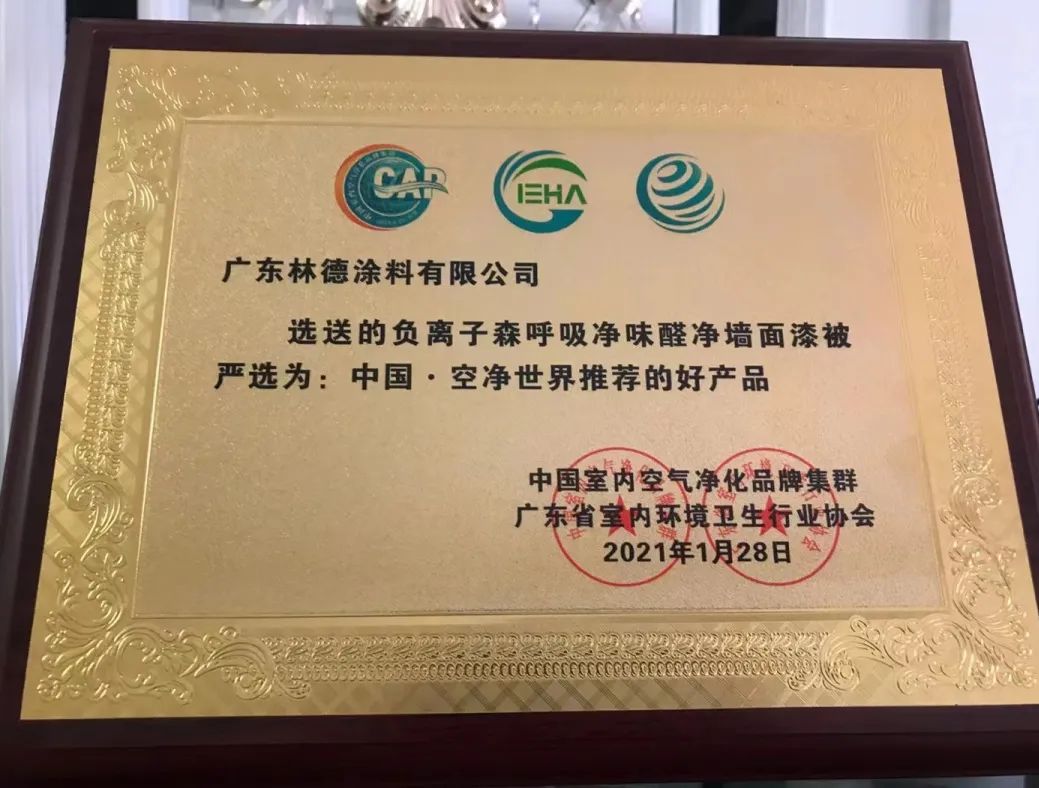 CAP
IEHA
广东林德涂料有限公司
选送的负离子森呼吸净味醛净墙面漆被
严选为：中国·空净世界推荐的好产品
中国室内空气净化品牌集群
广东省室内环境卫生行业协会
2021年1月28日